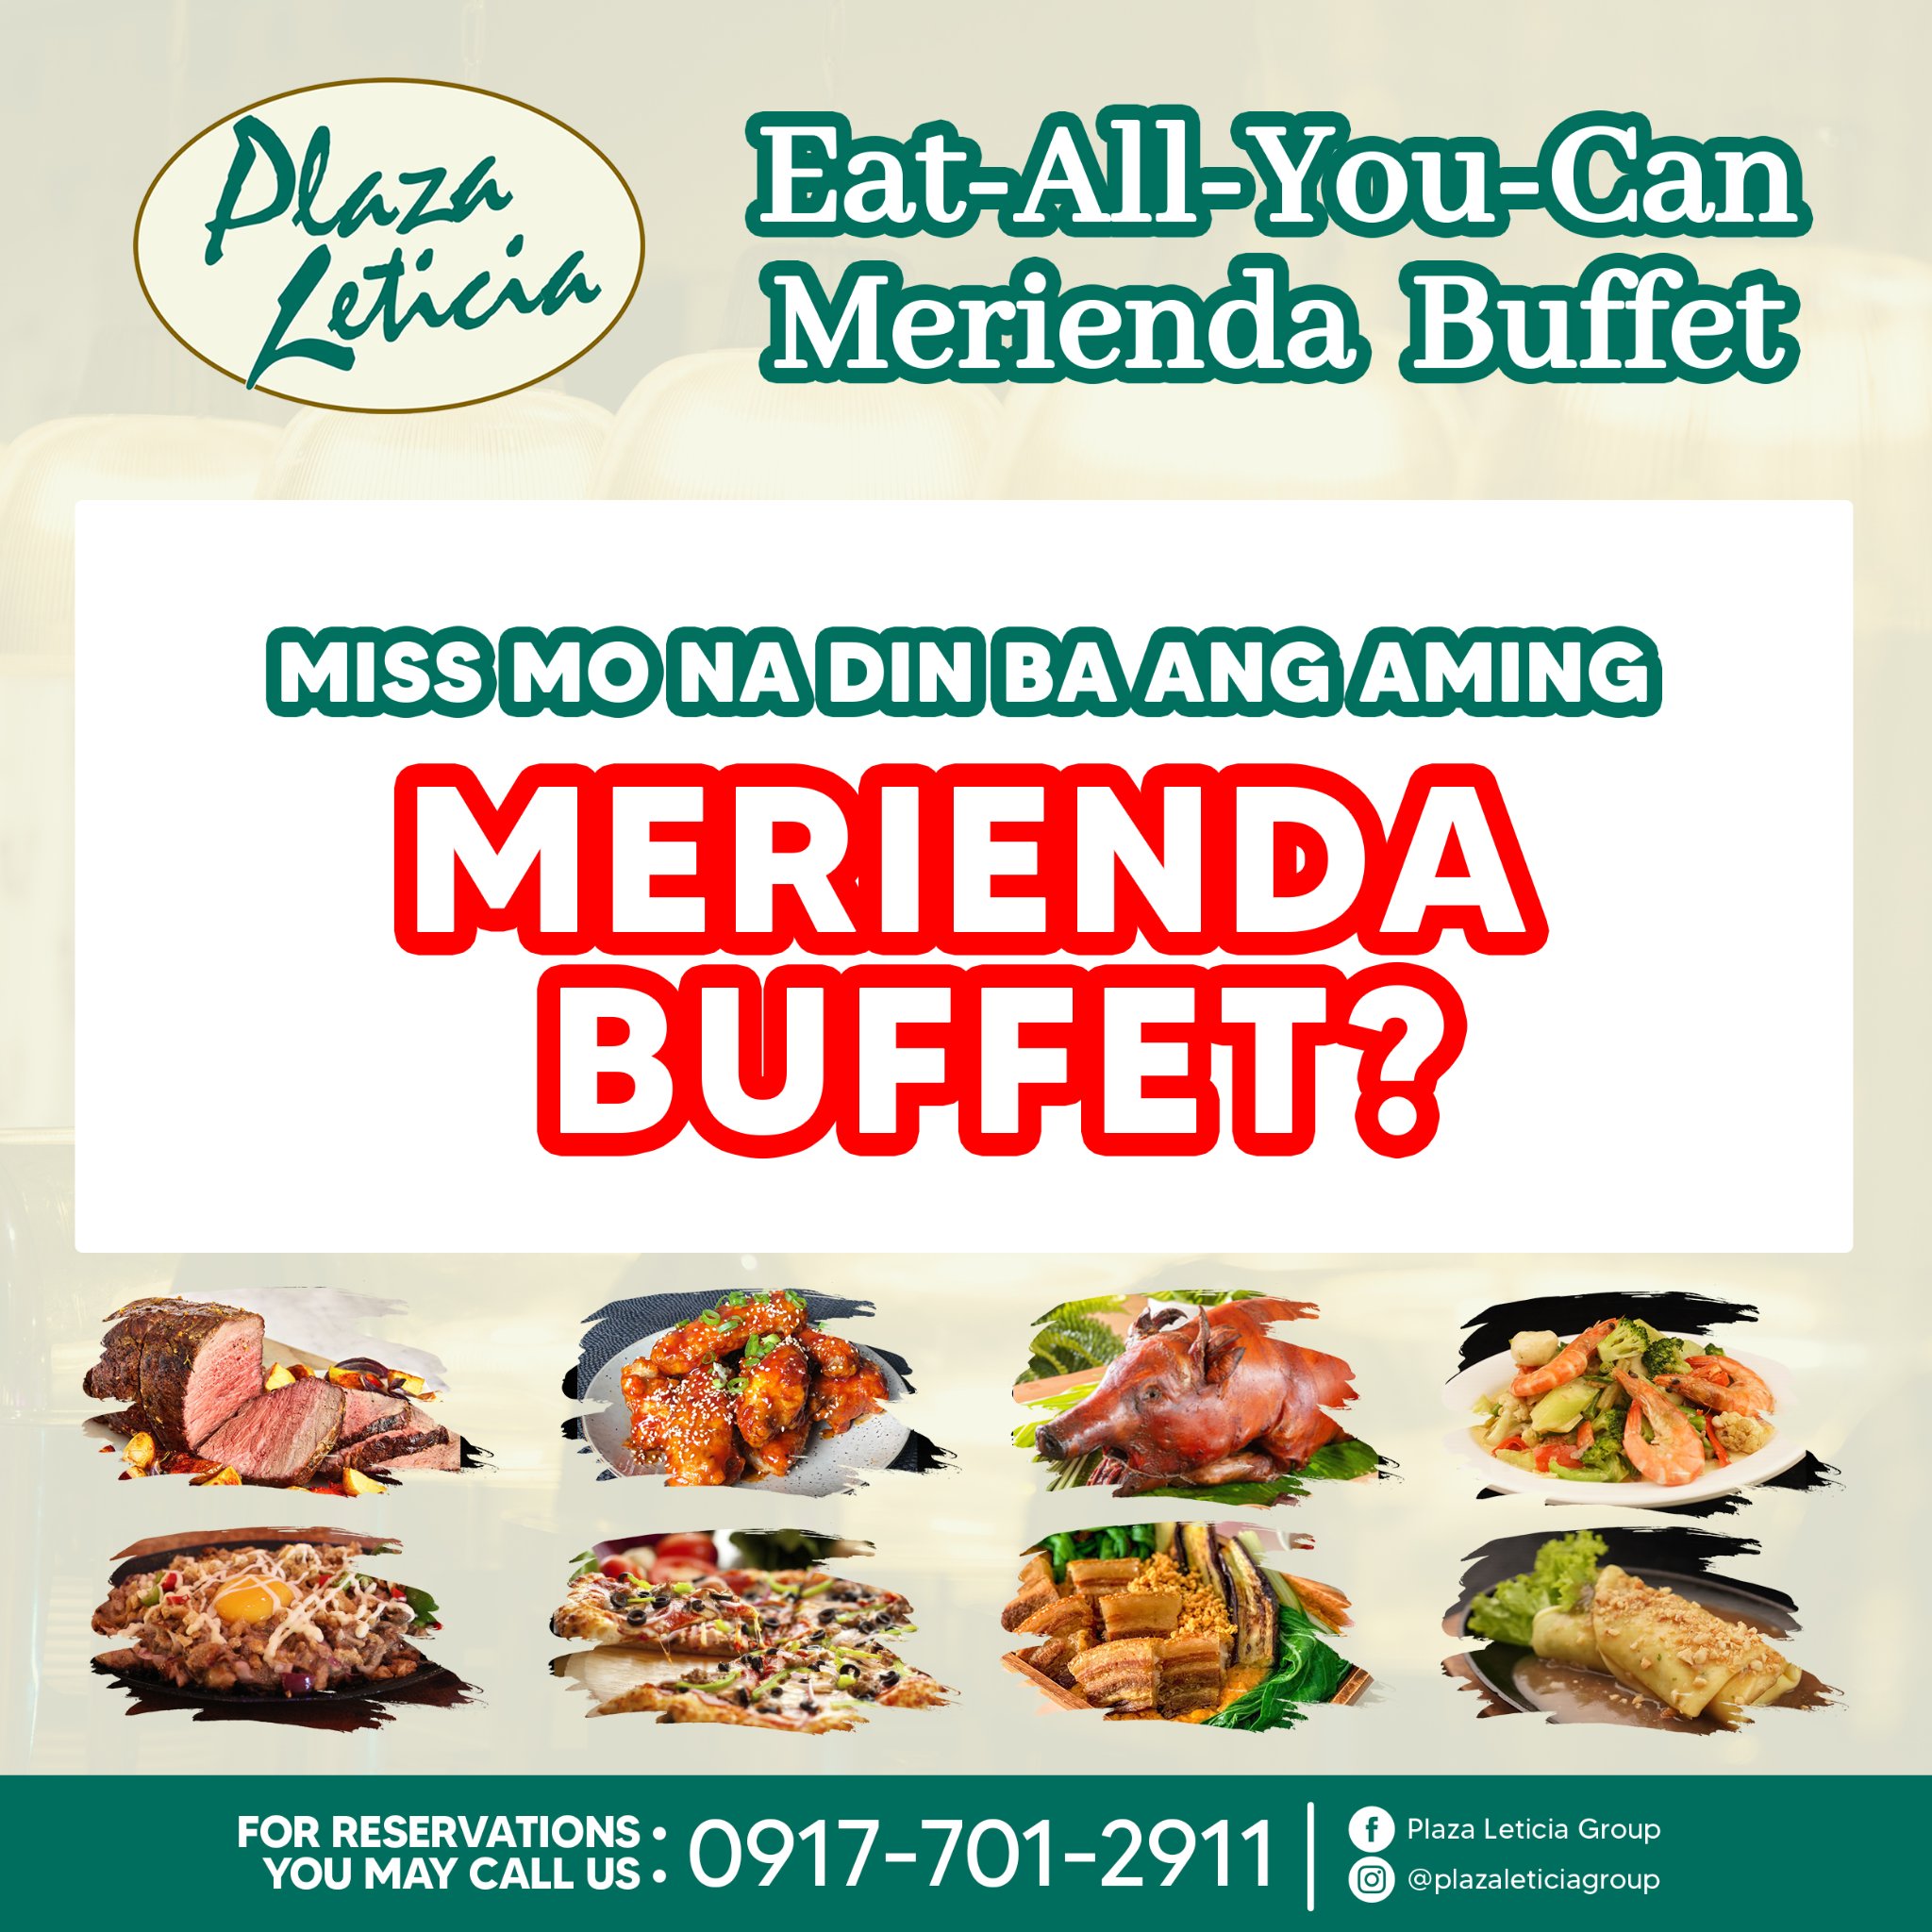 Plaza
Leticia
Eat-All-You-Can
Merienda Buffet
MISS MO NA DIN BA ANG AMING
MERIENDA
BUFFET?
FOR RESERVATIONS
YOU MAY CALL US : 0917-701-2911
Plaza Leticia Group
@plazaleticiagroup